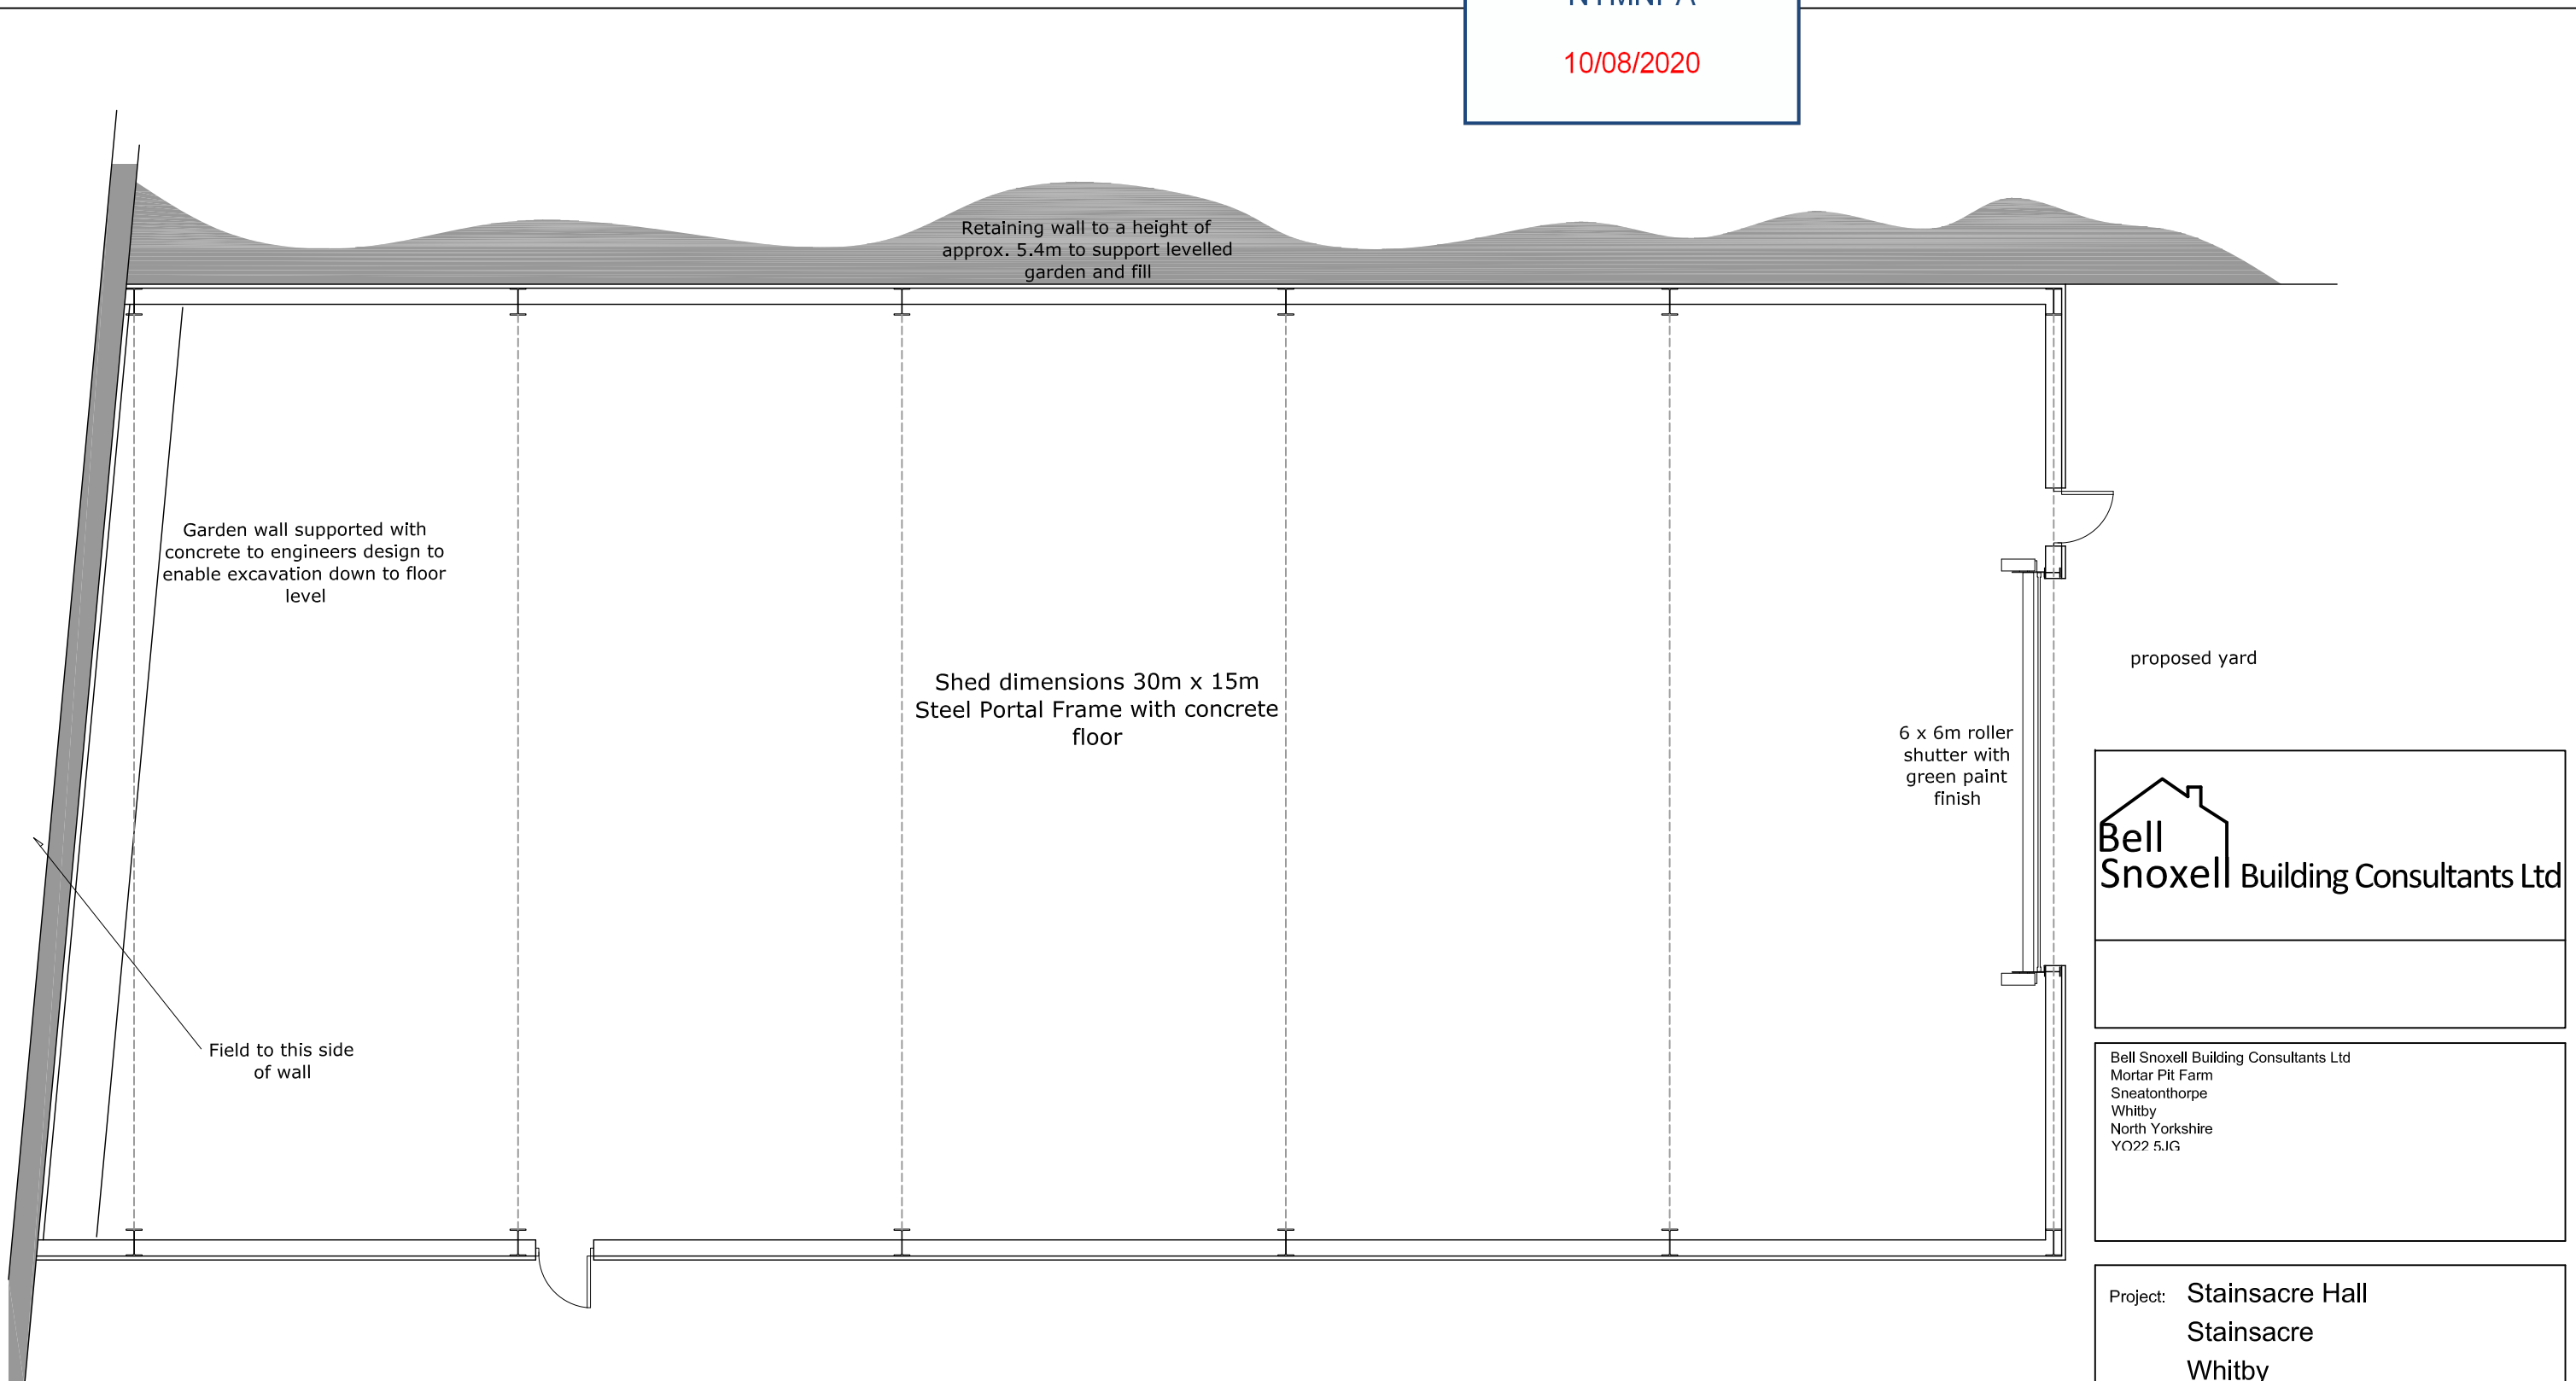 NYMNPA
10/08/2020
Retaining wall to a height of
approx. 5.4m to support levelled
garden and fill
Garden wall supported with
concrete to engineers design to
enable excavation down to floor
level
Shed dimensions 30m x 15m
Steel Portal Frame with concrete
floor
proposed yard
6 x 6m roller
shutter with
green paint
finish
Field to this side
of wall
Bell
Snoxell Building Consultants Ltd
Bell Snoxell Building Consultants Ltd
Mortar Pit Farm
Sneatonthorpe
Whitby
North Yorkshire
YO22 5JG
Project: Stainsacre Hall
Stainsacre
Whitby